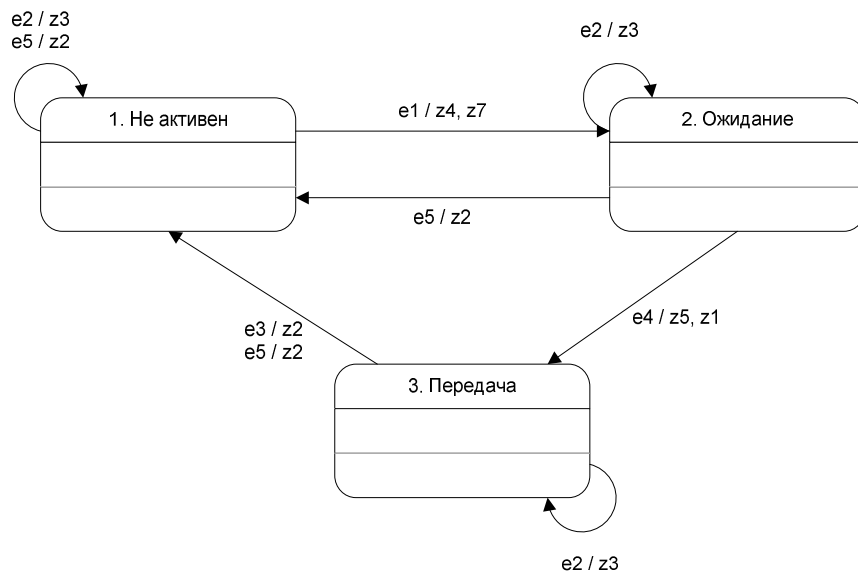 e2 / z3
e5 / z2
e2 / z3
1. Не активен
e1 / z4, z7
2. Ожидание
e5 / z2
e4 / z5, z1
e3 / z2
e5 / z2
3. Передача
e2 / z3